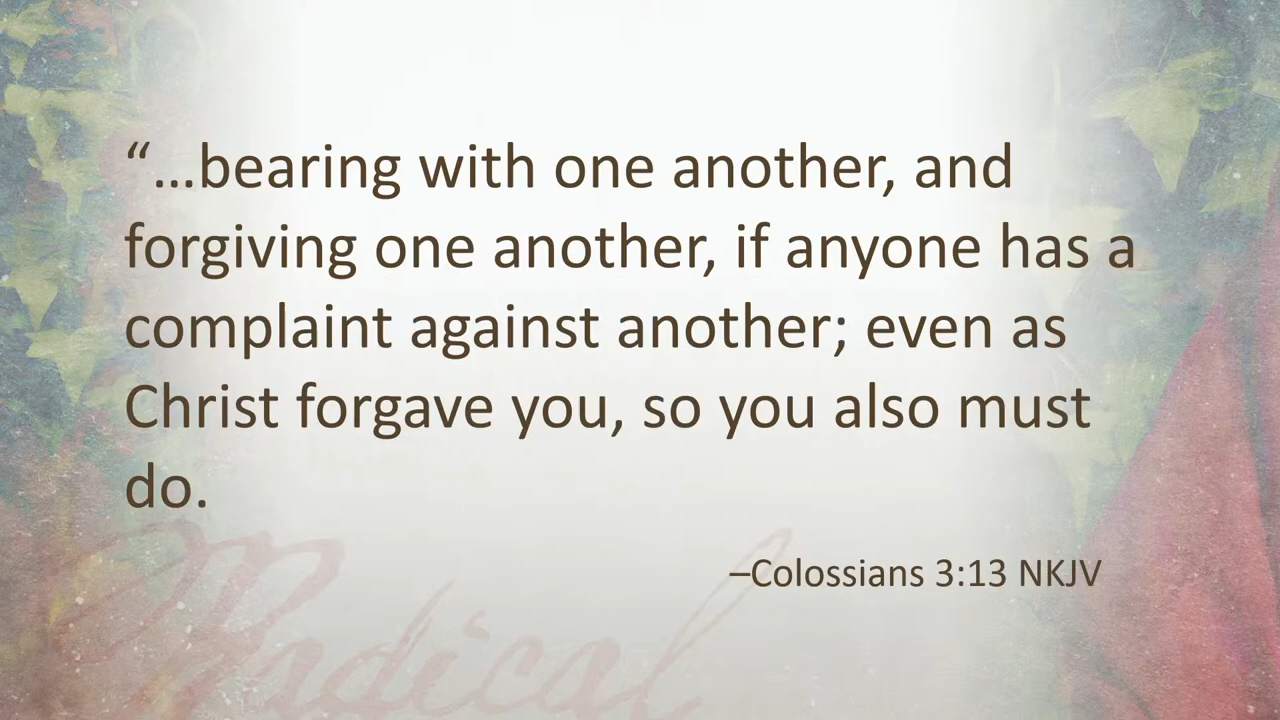 “...bearing with one another, and
forgiving one another, if anyone has a
complaint against another; even as
Christ forgave you, so you also must
do.
–Colossians 3:13 NKJV
Radical